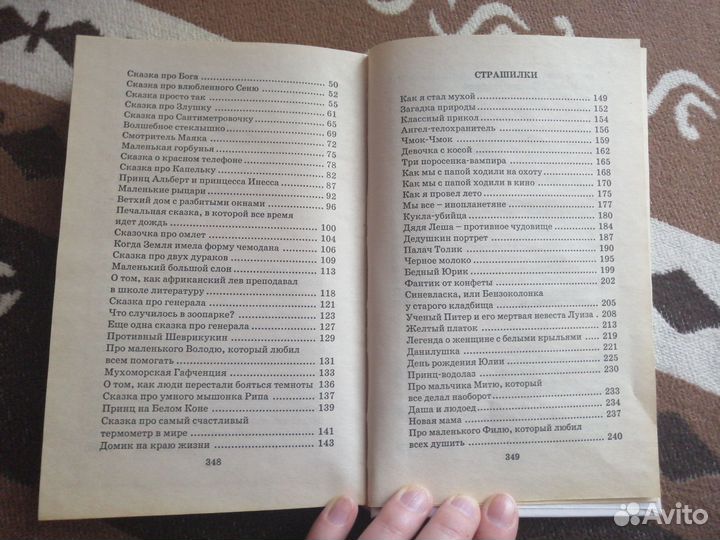 Сказка про Бога ........ 50
Сказка про влюбленного Сеню ........ 52
Сказка просто так ........ 55
Сказка про Злушку ........ 61
Сказка про Сантиметровочку ........ 65
Волшебное стеклышко ........ 69
Смотритель Маяка ........ 72
Маленькая горбунья ........ 75
Сказка о красном телефоне ........ 78
Сказка про Капельку ........ 82
Принц Альберт и принцесса Инесса ........ 87
Маленькие рыцари ........ 92
Ветхий дом с разбитыми окнами ........ 96
Печальная сказка, в которой все время
идет дождь ........ 100
Сказочка про омлет ........ 104
Когда Земля имела форму чемодана ........ 106
Сказка про двух дураков ........ 109
Маленький большой слон ........ 113
О том, как африканский лев преподавал
в школе литературу ........ 118
Сказка про генерала ........ 121
Что случилось в зоопарке? ........ 123
Еще одна сказка про генерала ........ 127
Противный Шеврикукин ........ 129
Про маленького Володю, который любил
всем помогать ........ 131
Мухоморская Гафченция ........ 133
О том, как люди перестали бояться темноты ........ 136
Сказка про умного мышонка Рипа ........ 137
Принц на Белом Коне ........ 139
Сказка про самый счастливый
термометр в мире ........ 141
Домик на краю жизни ........ 143
348
СТРАШИЛКИ
Как я стал мухой ........ 149
Загадка природы ........ 152
Классный прикол ........ 154
Ангел-телохранитель ........ 156
Чмок-Чмок ........ 159
Девочка с косой ........ 162
Три поросенка-вампира ........ 165
Как мы с папой ходили на охоту ........ 168
Как мы с папой ходили в кино ........ 170
Как я провел лето ........ 175
Мы все – инопланетяне ........ 177
Кукла-убийца ........ 180
Дядя Леша – противное чудовище ........ 184
Дедушкин портрет ........ 187
Палач Толик ........ 190
Черное молоко ........ 195
Бедный Юрик ........ 199
Фантик от конфеты ........ 202
Синевласка, или Бензоколонка
у старого кладбища ........ 205
Ученый Питер и его мертвая невеста Луиза . 208
Желтый платок ........ 213
Легенда о женщине с белыми крыльями ........ 219
Данилушка ........ 221
День рождения Юлии ........ 225
Принц-водолаз ........ 230
Про мальчика Митю, который
все делал наоборот ........ 233
Даша и людоед ........ 234
Новая мама ........ 237
Про маленького Филю, который любил
всех душить ........ 240
349
Avito